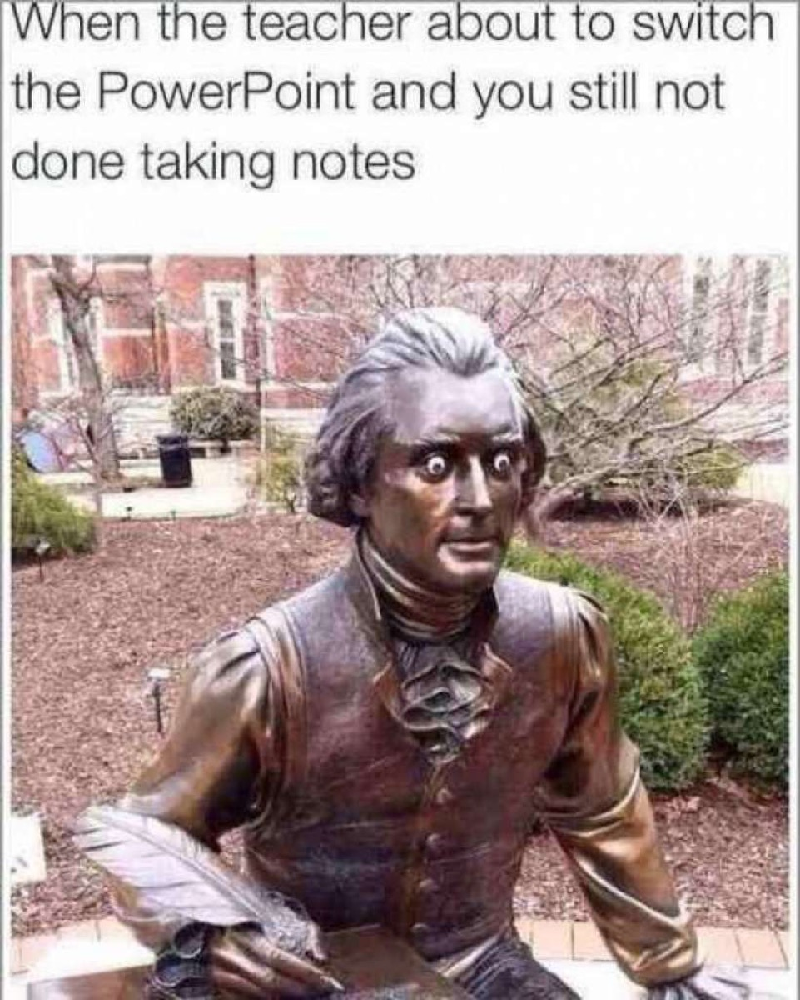 When the teacher about to switch
the PowerPoint and you still not
done taking notes